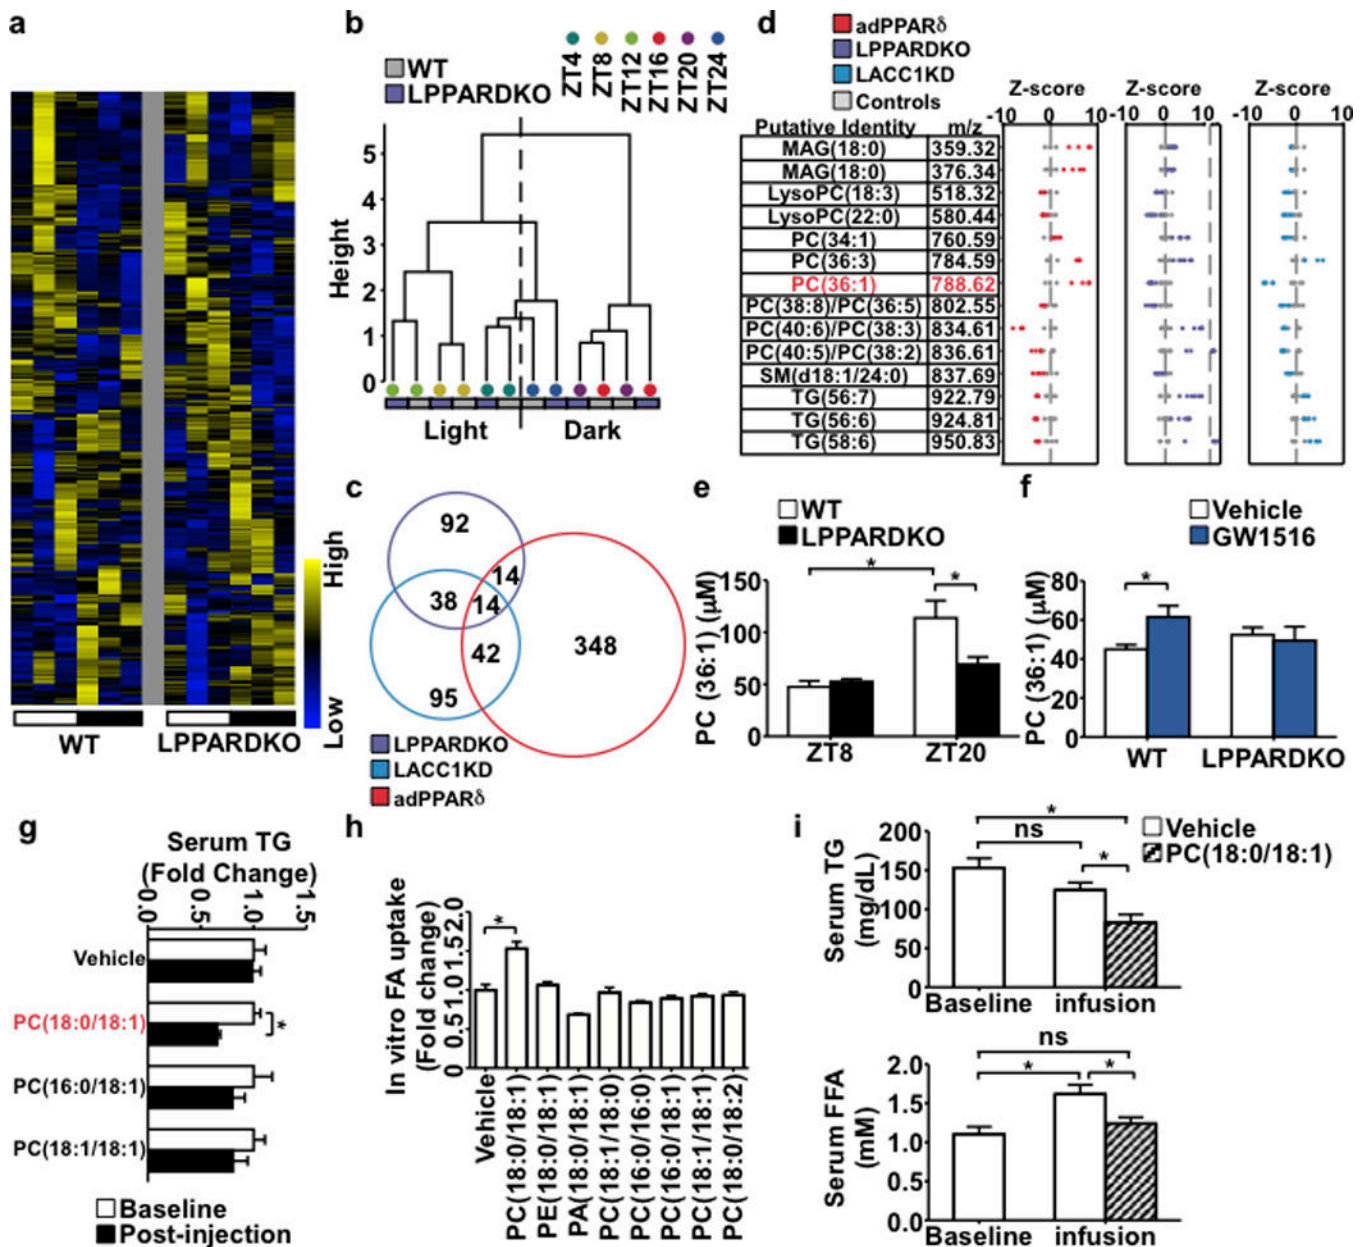 a
High
Low
WT
LPPARDKO
b
ZT4
ZT8
ZT12
ZT16
ZT20
ZT24
WT
LPPARDKO
Height
5
4
3
2
1
0
Light
Dark
c
92
14
38
14
42
348
95
LPPARDKO
LACC1KD
adPPARδ
d
adPPARδ
LPPARDKO
LACC1KD
Controls
Z-score
-10 0 10
Z-score
-10 0 10
Z-score
-10 0 10
Putative Identity m/z
MAG(18:0) 359.32
MAG(18:0) 376.34
LysoPC(18:3) 518.32
LysoPC(22:0) 580.44
PC(34:1) 760.59
PC(36:3) 784.59
PC(36:1) 788.62
PC(38:8)/PC(36:5) 802.55
PC(40:6)/PC(38:3) 834.61
PC(40:5)/PC(38:2) 836.61
SM(d18:1/24:0) 837.69
TG(56:7) 922.79
TG(56:6) 924.81
TG(58:6) 950.83
e
WT
LPPARDKO
PC (36:1) (μM)
150
100
50
0
*
*
ZT8 ZT20
f
Vehicle
GW1516
PC (36:1) (μM)
80
60
40
20
0
*
WT LPPARDKO
g
Serum TG
(Fold Change)
0.0 0.5 1.0 1.5
Vehicle
PC(18:0/18:1)
*
PC(16:0/18:1)
PC(18:1/18:1)
Baseline
Post-injection
h
In vitro FA uptake
(Fold change)
2.0
1.5
1.0
0.5
0
*
Vehicle
PC(18:0/18:1)
PE(18:0/18:1)
PA(18:0/18:1)
PC(18:1/18:0)
PC(16:0/16:0)
PC(16:0/18:1)
PC(18:1/18:1)
PC(18:0/18:2)
i
Vehicle
PC(18:0/18:1)
Serum TG
(mg/dL)
200
150
100
50
0
*
ns
*
Baseline infusion
Serum FFA
(mM)
2.0
1.5
1.0
0.5
0.0
ns
*
*
Baseline infusion